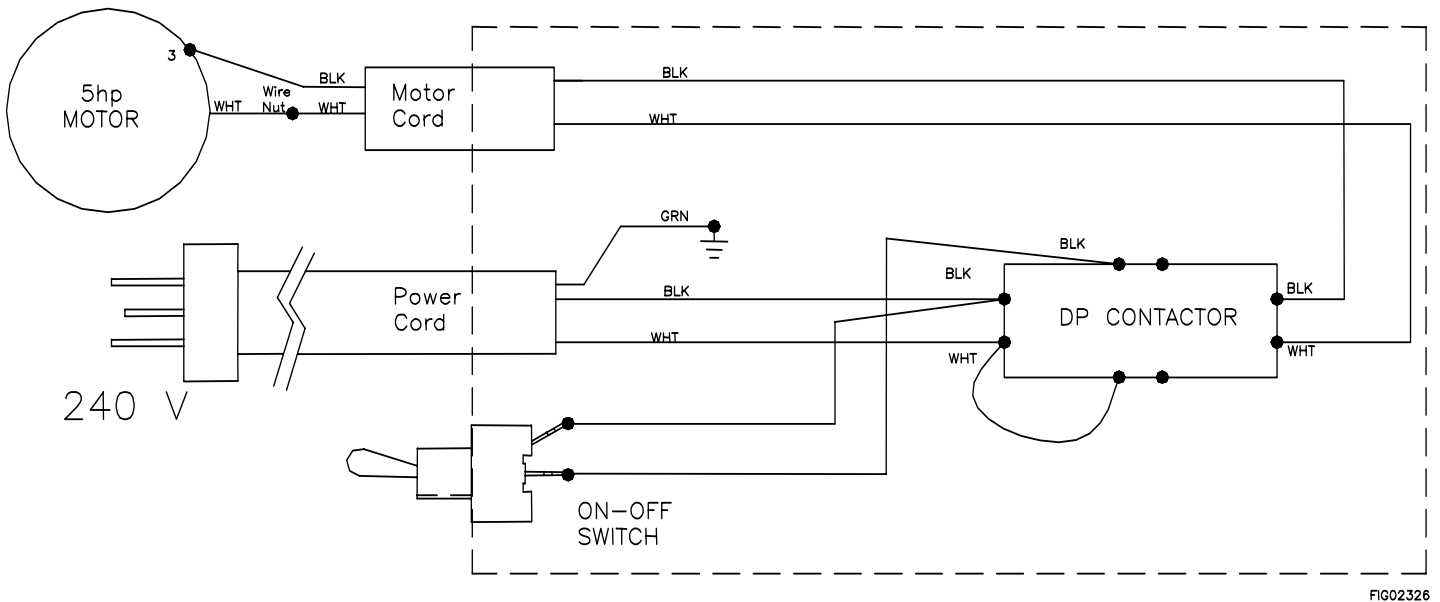 3
BLK
BLK
5hp
MOTOR
WHT
Wire
Nut
WHT
Motor
Cord
WHT
GRN
BLK
BLK
BLK
BLK
Power
Cord
DP CONTACTOR
WHT
WHT
WHT
240 V
ON-OFF
SWITCH
FIG02326